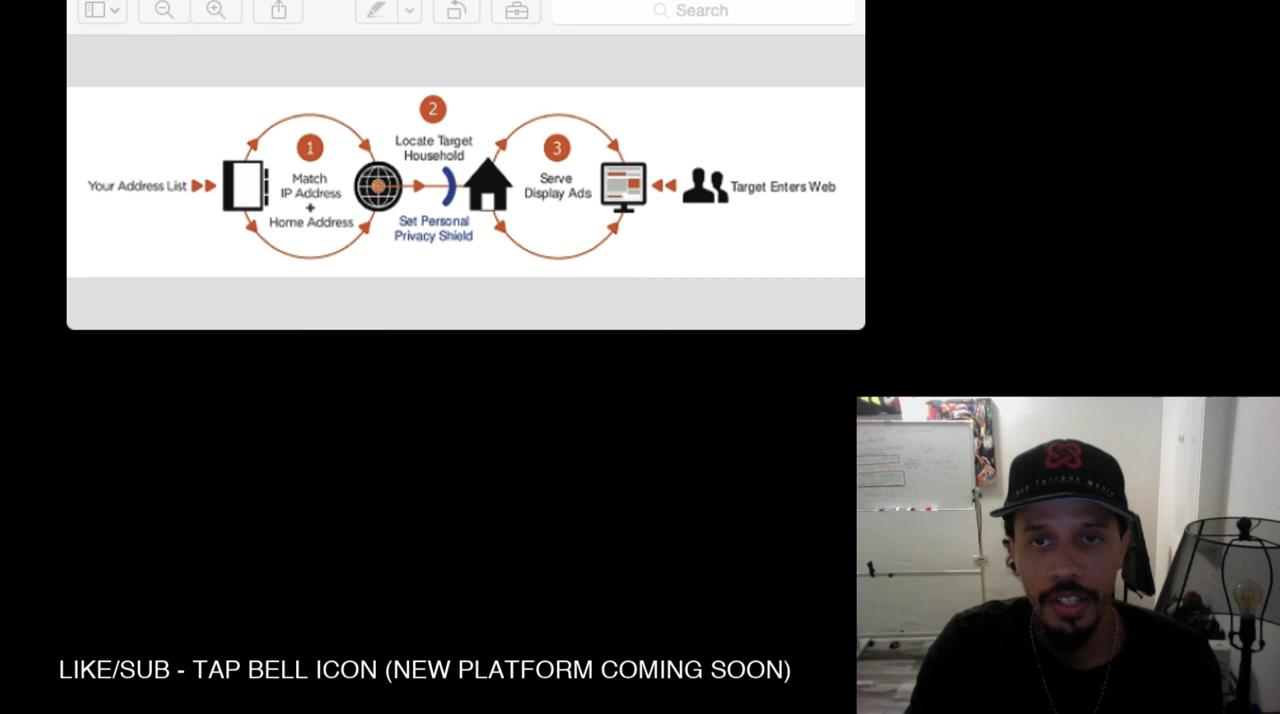 Search
2
1
3
Locate Target
Household
Your Address List
Match
IP Address
+
Home Address
Set Personal
Privacy Shield
Serve
Display Ads
Target Enters Web
LIKE/SUB - TAP BELL ICON (NEW PLATFORM COMING SOON)